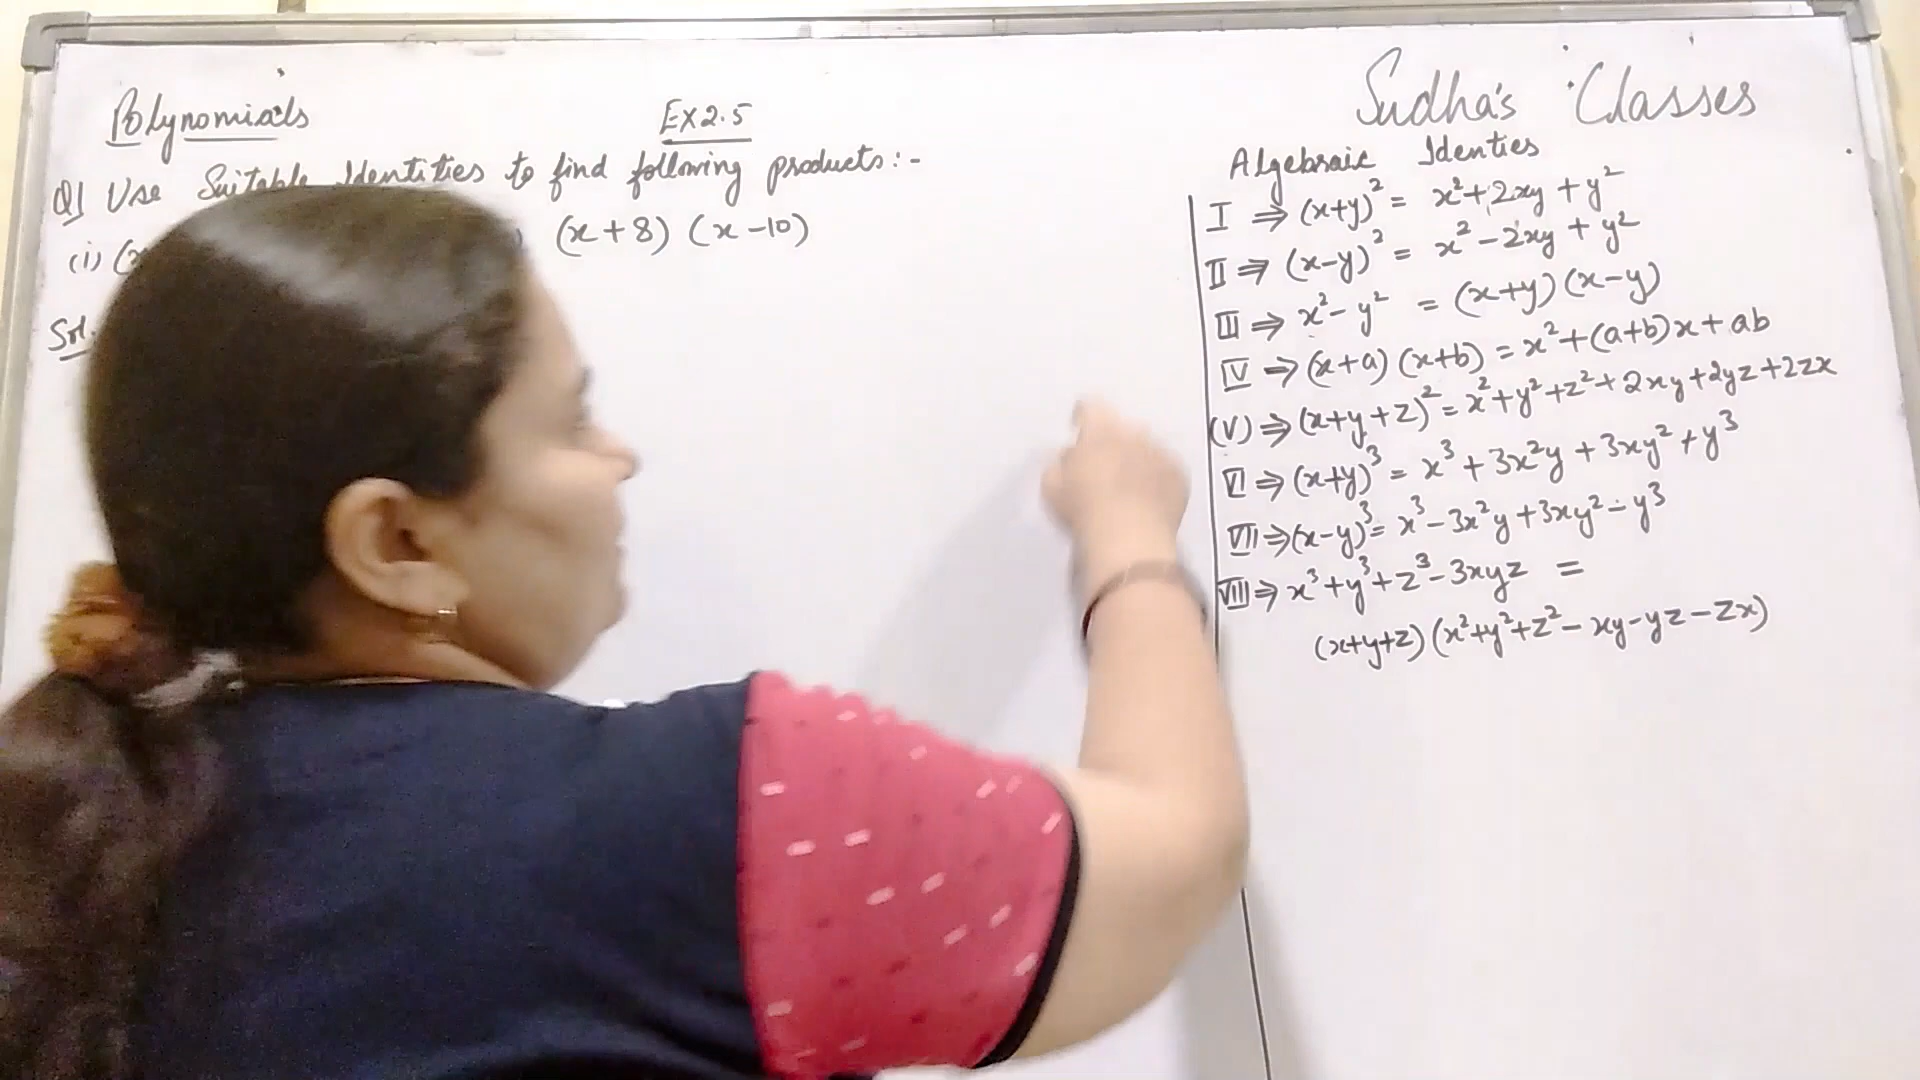 Polynomials
EX 2.5
Q1 Use Suitable Identities to find following products:-
(i) (x
(x+8) (x-10)
Sol.
Sudha's Classes
Algebraic Identies
I ⇒ (x+y)² = x²+2xy+y²
II ⇒ (x-y)² = x²-2xy+y²
III ⇒ x²-y² = (x+y)(x-y)
IV ⇒ (x+a)(x+b) = x²+(a+b)x+ab
(V) ⇒ (x+y+z)² = x²+y²+z²+2xy+2yz+2zx
VI ⇒ (x+y)³ = x³+3x²y+3xy²+y³
VII ⇒ (x-y)³ = x³-3x²y+3xy²-y³
VIII ⇒ x³+y³+z³-3xyz =
(x+y+z)(x²+y²+z²-xy-yz-zx)